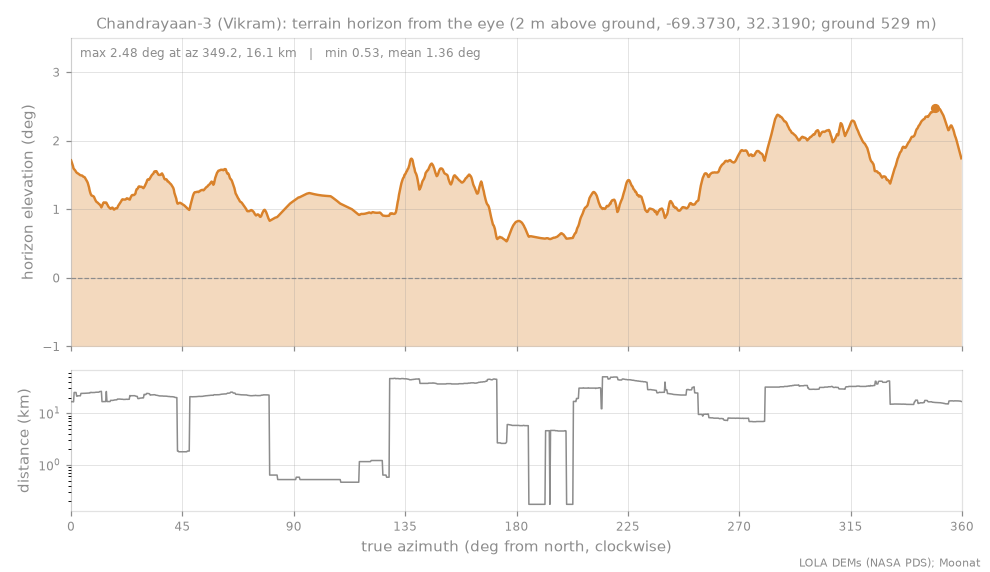 Chandrayaan-3 (Vikram): terrain horizon from the eye (2 m above ground, -69.3730, 32.3190; ground 529 m)
max 2.48 deg at az 349.2, 16.1 km | min 0.53, mean 1.36 deg
horizon elevation (deg)
3
2
1
0
−1
distance (km)
10¹
10⁰
0 45 90 135 180 225 270 315 360
true azimuth (deg from north, clockwise)
LOLA DEMs (NASA PDS); Moonat